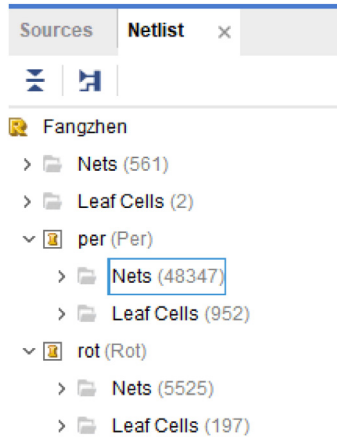 Sources Netlist ×
Fangzhen
Nets (561)
Leaf Cells (2)
per (Per)
Nets (48347)
Leaf Cells (952)
rot (Rot)
Nets (5525)
Leaf Cells (197)